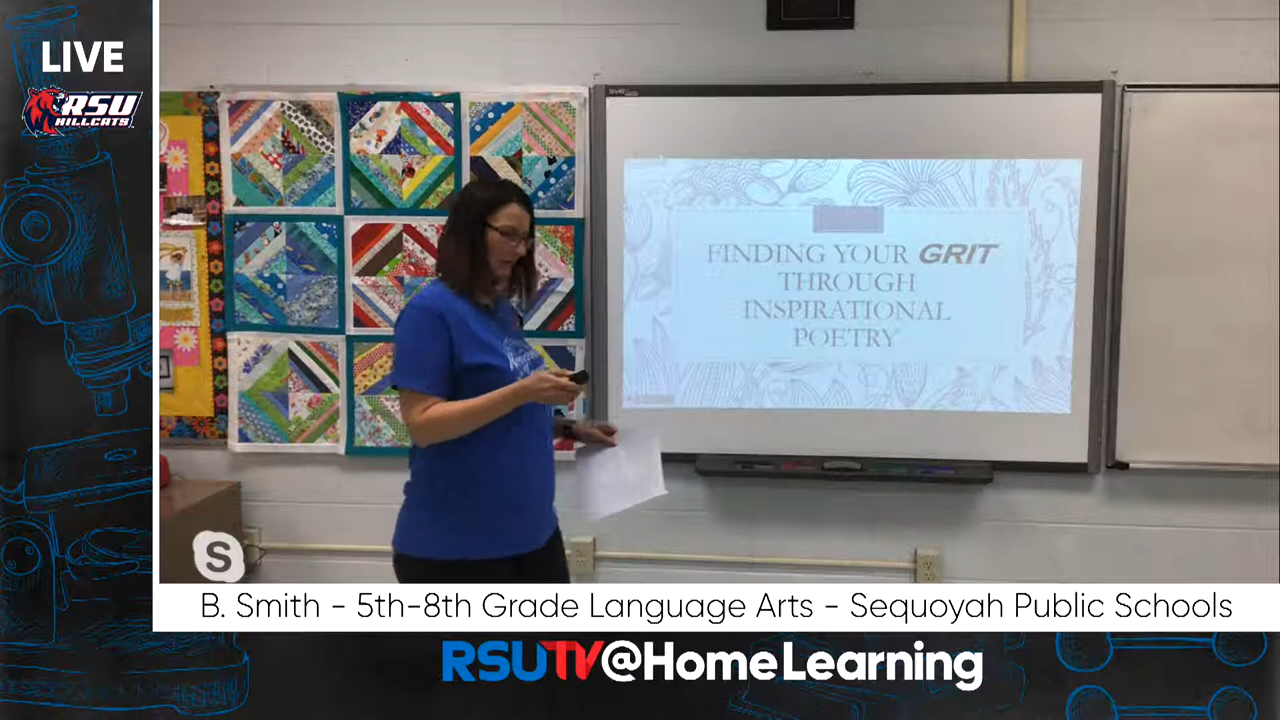 LIVE
RSU
HILLCATS
FINDING YOUR GRIT
THROUGH
INSPIRATIONAL
POETRY
S
B. Smith - 5th-8th Grade Language Arts - Sequoyah Public Schools
RSUTV@HomeLearning